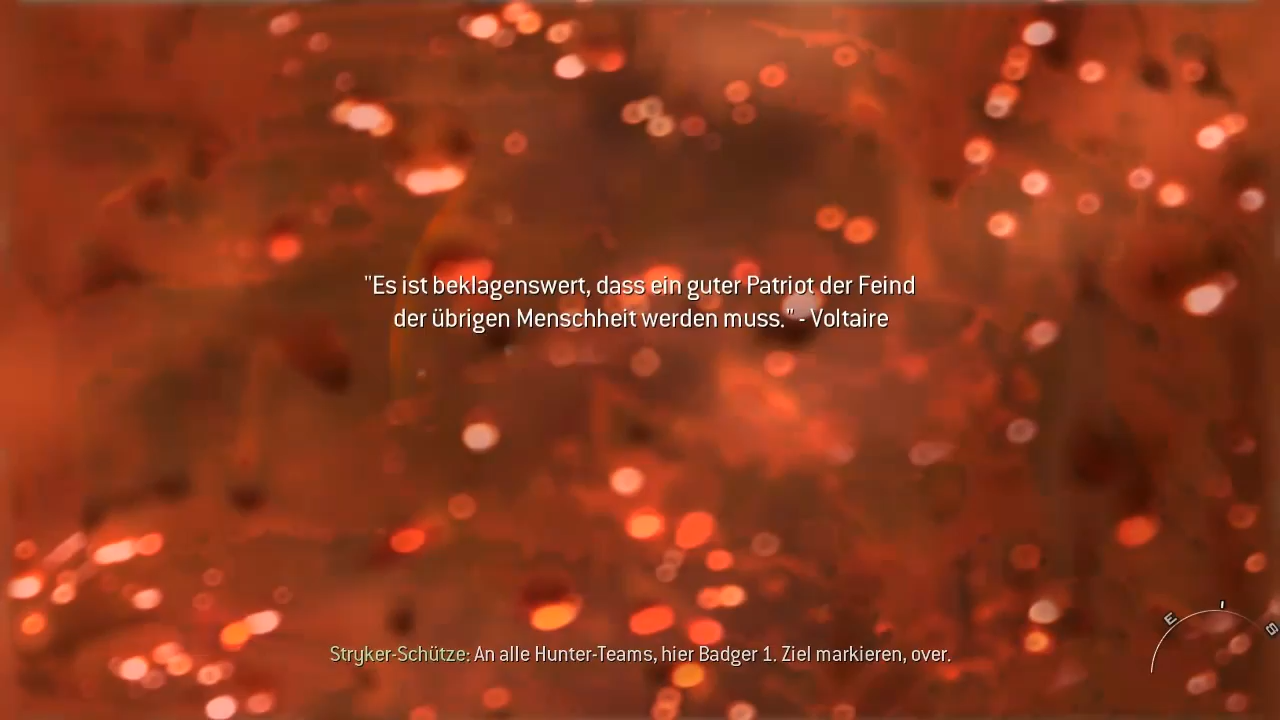 "Es ist beklagenswert, dass ein guter Patriot der Feind
der übrigen Menschheit werden muss." - Voltaire
Stryker-Schütze: An alle Hunter-Teams, hier Badger 1. Ziel markieren, over.
E
S